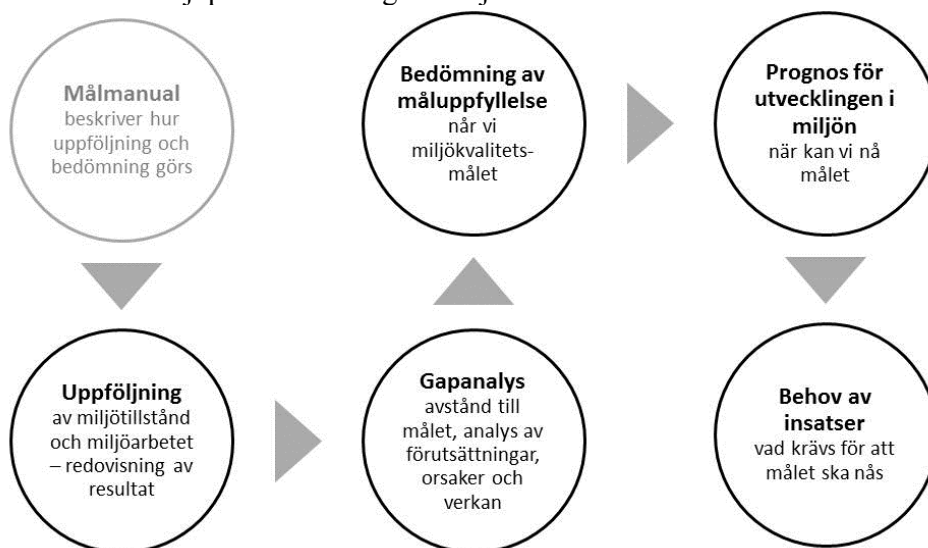 Målmanual
beskriver hur
uppföljning och
bedömning görs
Uppföljning
av miljötillstånd
och miljöarbetet
– redovisning av
resultat
Gapanalys
avstånd till
målet, analys av
förutsättningar,
orsaker och
verkan
Bedömning av
måluppfyllelse
når vi
miljökvalitets-
målet
Prognos för
utvecklingen i
miljön
när kan vi nå
målet
Behov av
insatser
vad krävs för att
målet ska nås